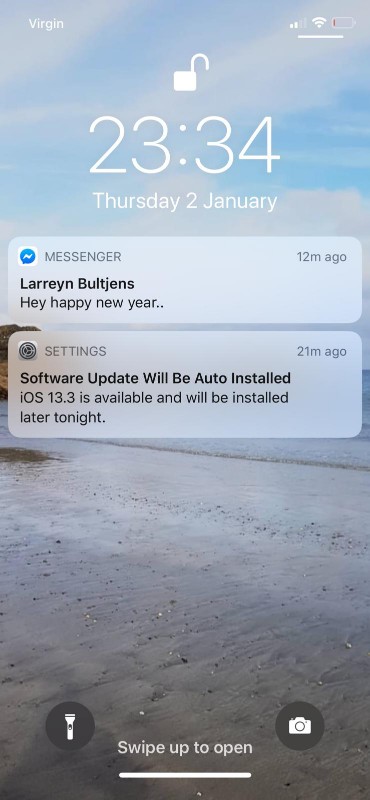 Virgin
23:34
Thursday 2 January
MESSENGER 12m ago
Larreyn Bultjens
Hey happy new year..
SETTINGS 21m ago
Software Update Will Be Auto Installed
iOS 13.3 is available and will be installed
later tonight.
Swipe up to open